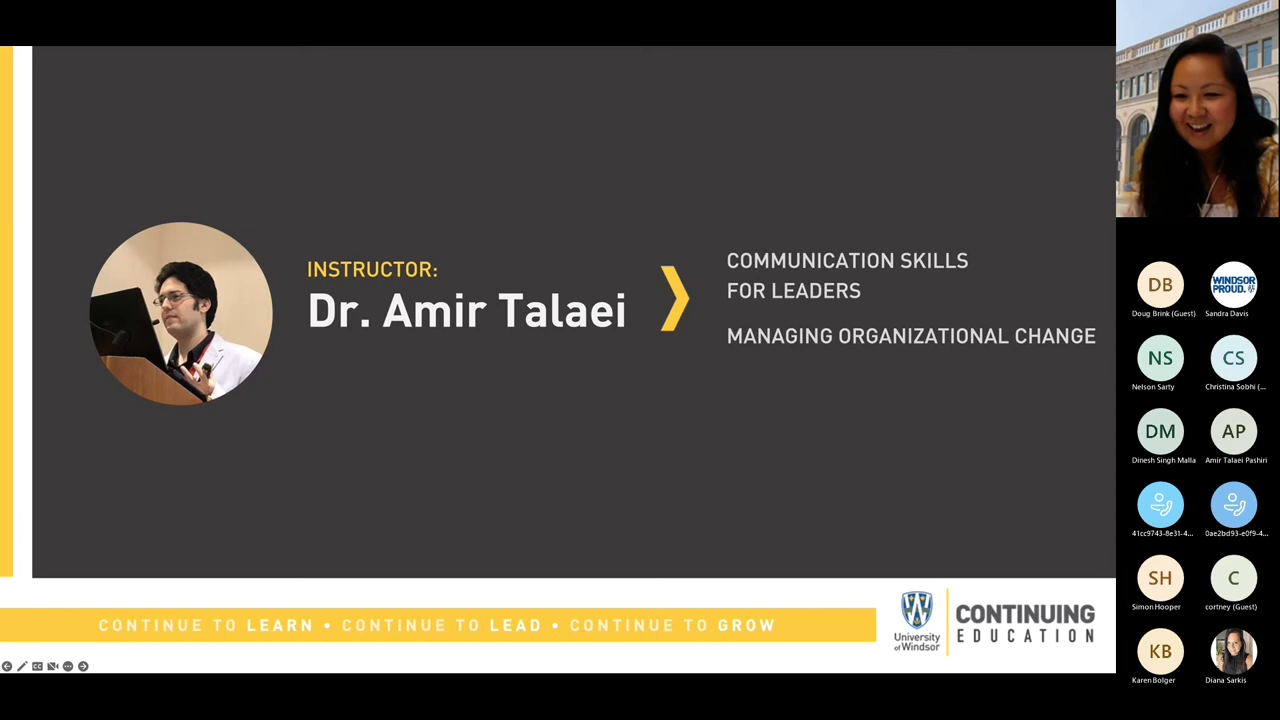 INSTRUCTOR:
Dr. Amir Talaei
COMMUNICATION SKILLS
FOR LEADERS
MANAGING ORGANIZATIONAL CHANGE
CONTINUE TO LEARN • CONTINUE TO LEAD • CONTINUE TO GROW
University
of Windsor
CONTINUING
EDUCATION
DB
WINDSOR
PROUD.
Doug Brink (Guest)
Sandra Davis
NS
CS
Nelson Sarty
Christina Sobhi (...
DM
AP
Dinesh Singh Malla
Amir Talaei Pashiri
41cc9743-8e31-4...
0ae2bd93-e0f9-4...
SH
C
Simon Hooper
cortney (Guest)
KB
Karen Bolger
Diana Sarkis